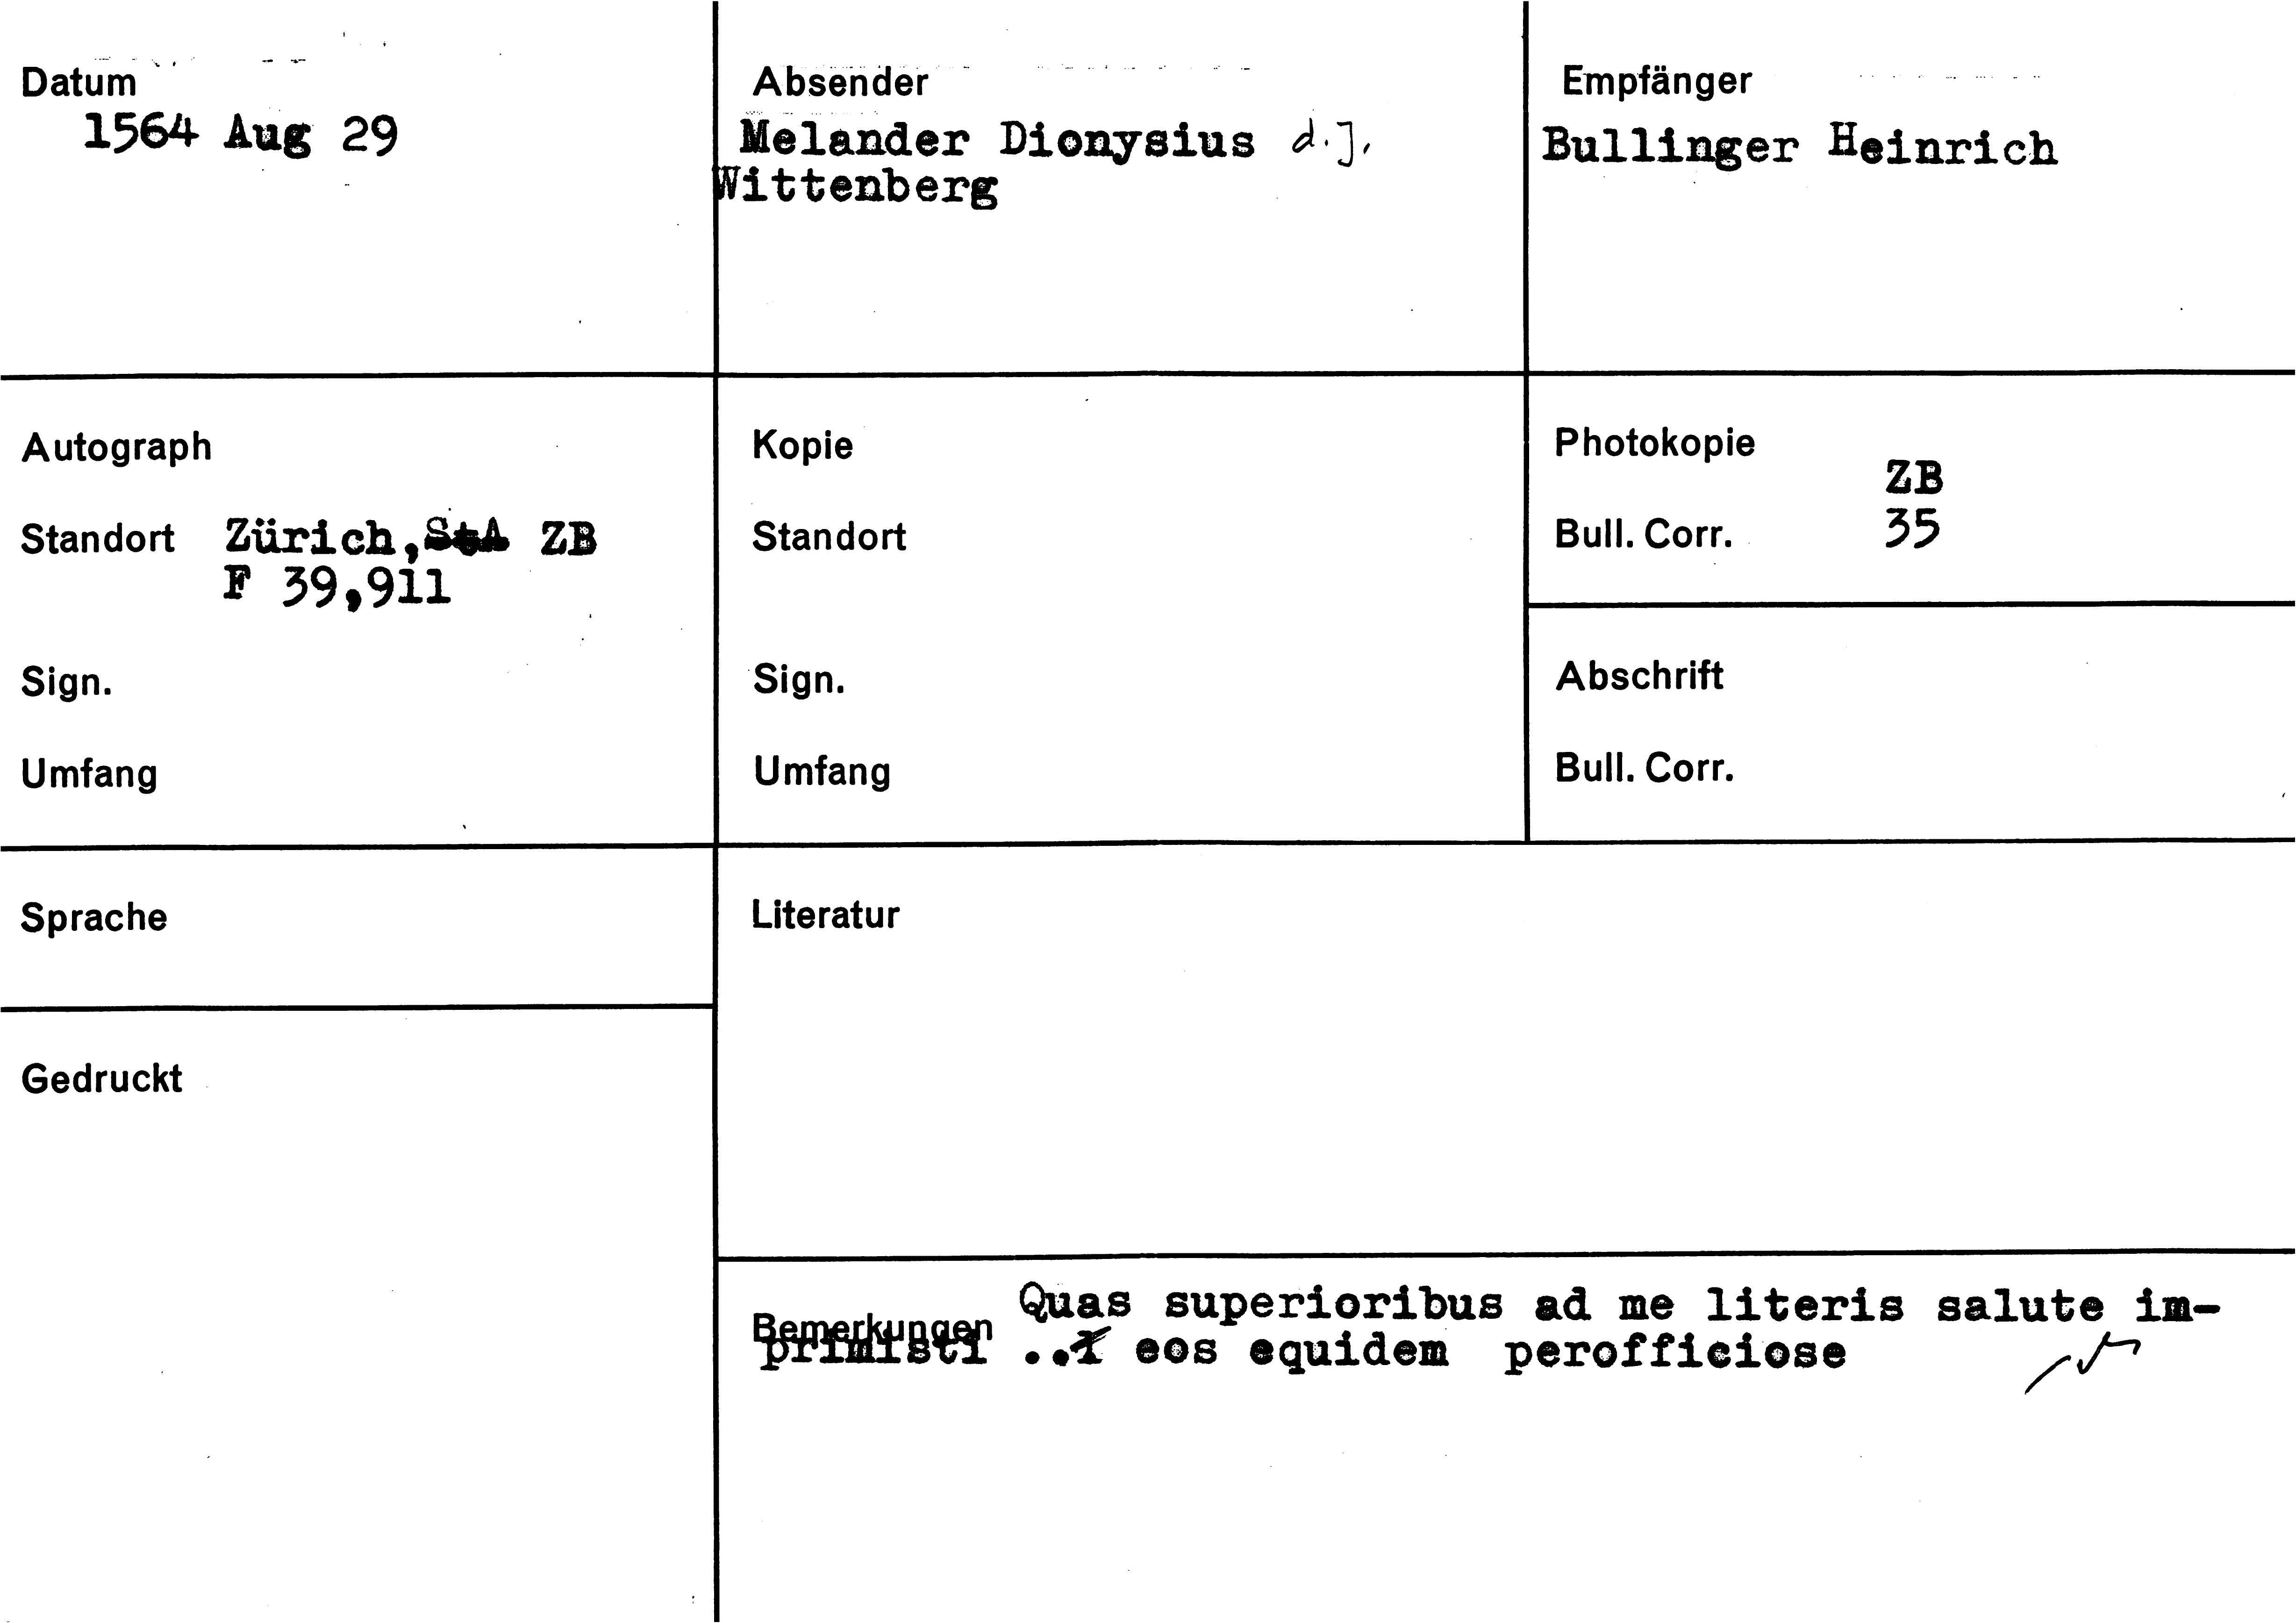 Datum
1564 Aug 29
Absender
Melander Dionysius d.J.
Wittenberg
Empfänger
Bullinger Heinrich
Autograph
Standort Zürich, StA ZB
F 39,911
Sign.
Umfang
Kopie
Standort
Sign.
Umfang
Photokopie
ZB
Bull. Corr. 35
Abschrift
Bull. Corr.
Sprache
Literatur
Gedruckt
Bemerkungen Quas superioribus ad me literis salute im-
primisti .. eos equidem perofficiose